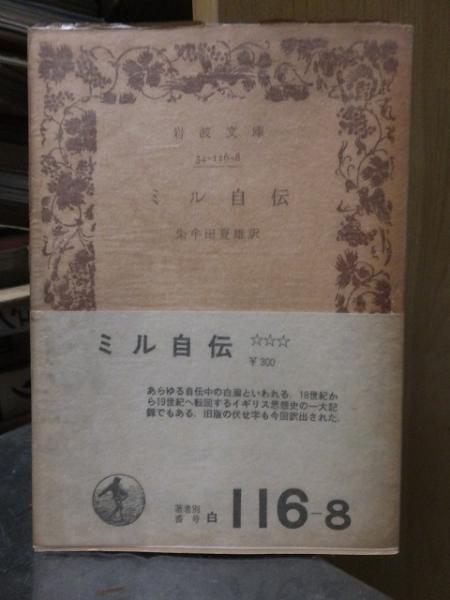 岩波文庫
34-116-8
ミル自伝
朱牟田夏雄訳
ミル自伝 ☆☆☆
￥300
あらゆる自伝中の白眉といわれる。18世紀か
ら19世紀へ転回するイギリス思想史の一大記
録でもある。旧版の伏せ字も今回訳出された。
著者別
番号 白 116-8